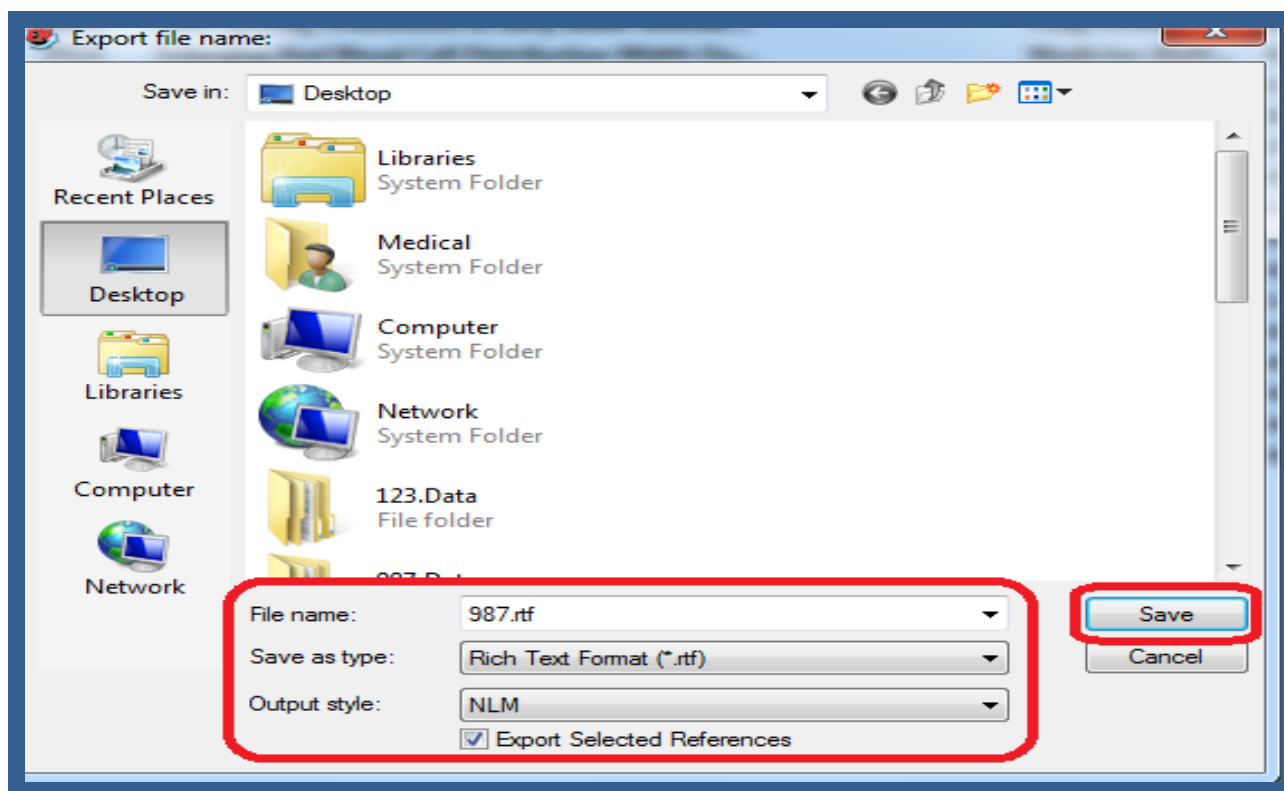 Export file name:
Save in:
Desktop
Recent Places
Desktop
Libraries
Computer
Network
Libraries
System Folder
Medical
System Folder
Computer
System Folder
Network
System Folder
123.Data
File folder
File name:
987.rtf
Save
Save as type:
Rich Text Format (*.rtf)
Cancel
Output style:
NLM
Export Selected References